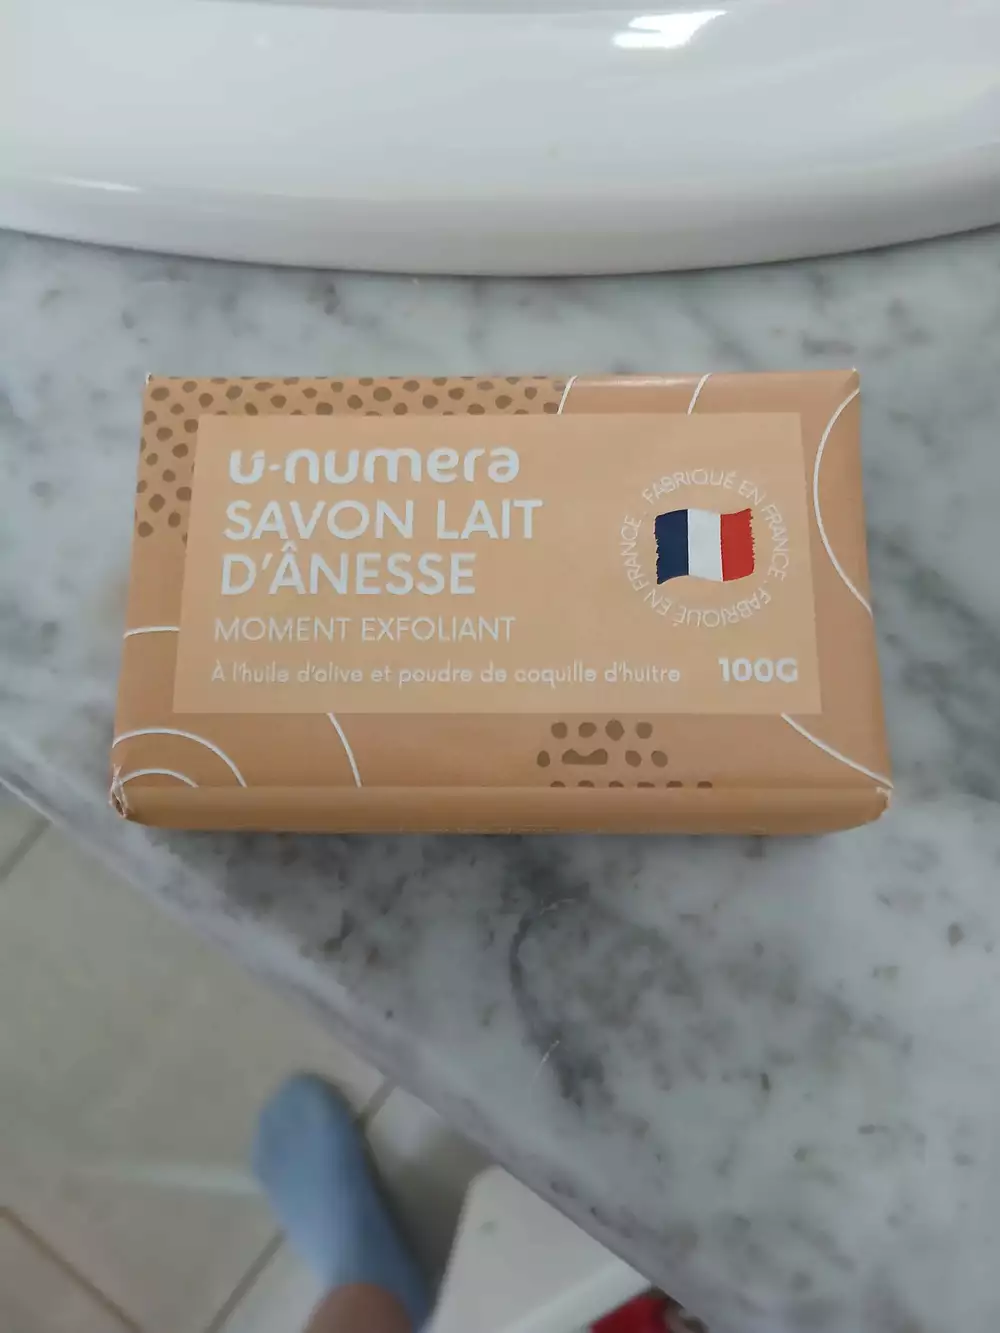 u-numera
SAVON LAIT
D'ÂNESSE
MOMENT EXFOLIANT
À l'huile d'olive et poudre de coquille d'huitre
100G
FABRIQUÉ EN FRANCE . FABRIQUÉ EN FRANCE .